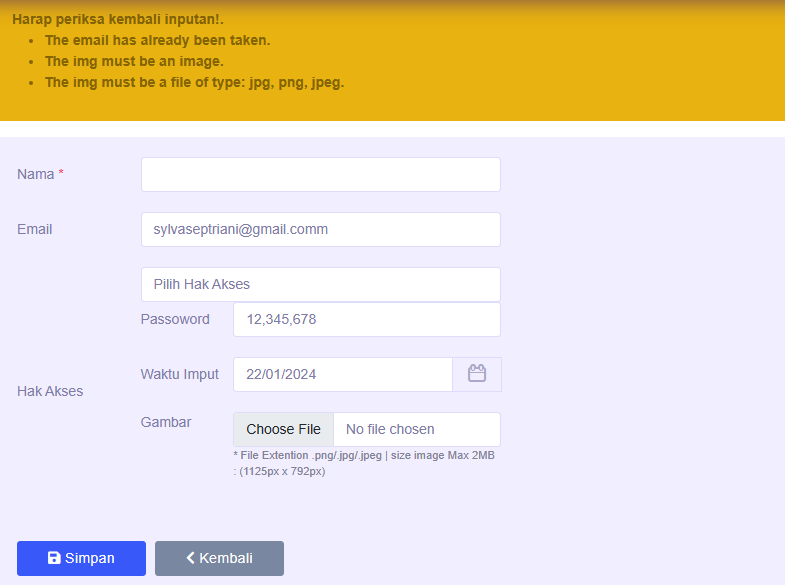 Harap periksa kembali inputan!.
• The email has already been taken.
• The img must be an image.
• The img must be a file of type: jpg, png, jpeg.
Nama *
Email sylvaseptriani@gmail.comm
Pilih Hak Akses
Passoword 12,345,678
Waktu Imput 22/01/2024
Hak Akses
Gambar Choose File No file chosen
* File Extention .png/.jpg/.jpeg | size image Max 2MB
: (1125px x 792px)
Simpan Kembali